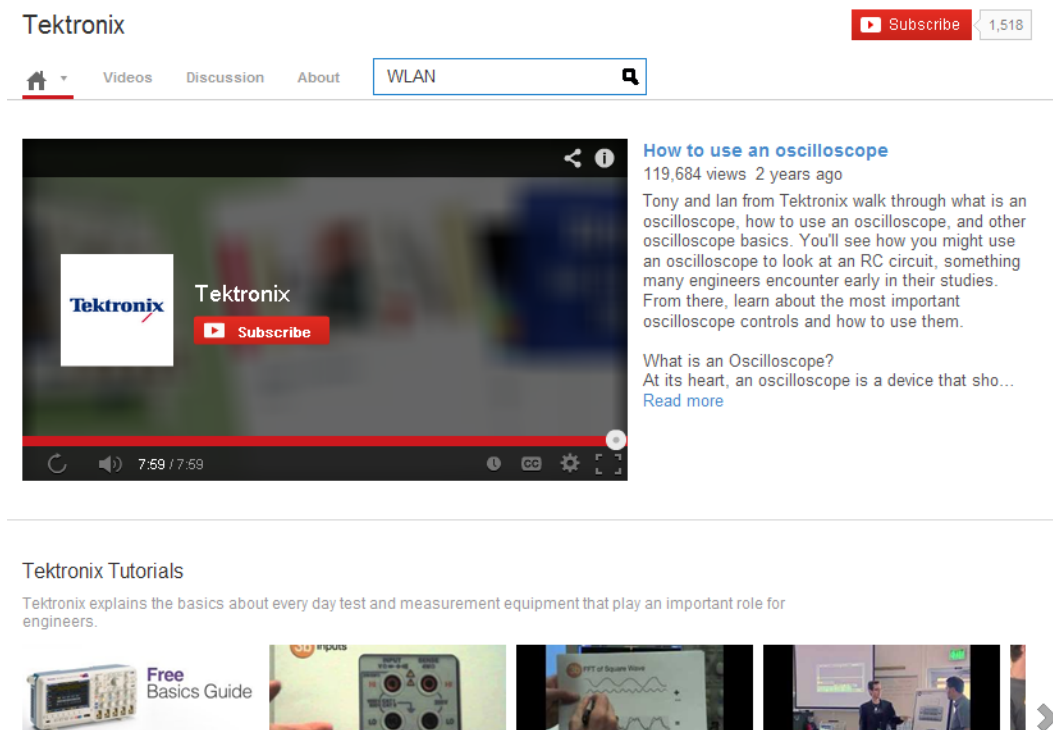 Tektronix
Subscribe 1,518
Videos Discussion About WLAN
How to use an oscilloscope
119,684 views 2 years ago
Tony and Ian from Tektronix walk through what is an
oscilloscope, how to use an oscilloscope, and other
oscilloscope basics. You'll see how you might use
an oscilloscope to look at an RC circuit, something
many engineers encounter early in their studies.
From there, learn about the most important
oscilloscope controls and how to use them.
What is an Oscilloscope?
At its heart, an oscilloscope is a device that sho...
Read more
Tektronix
Tektronix
Subscribe
7:59 / 7:59
CC
Tektronix Tutorials
Tektronix explains the basics about every day test and measurement equipment that play an important role for
engineers.
Free
Basics Guide
Inputs
INPUT
HI HI
LO LO
FFT of Square Wave